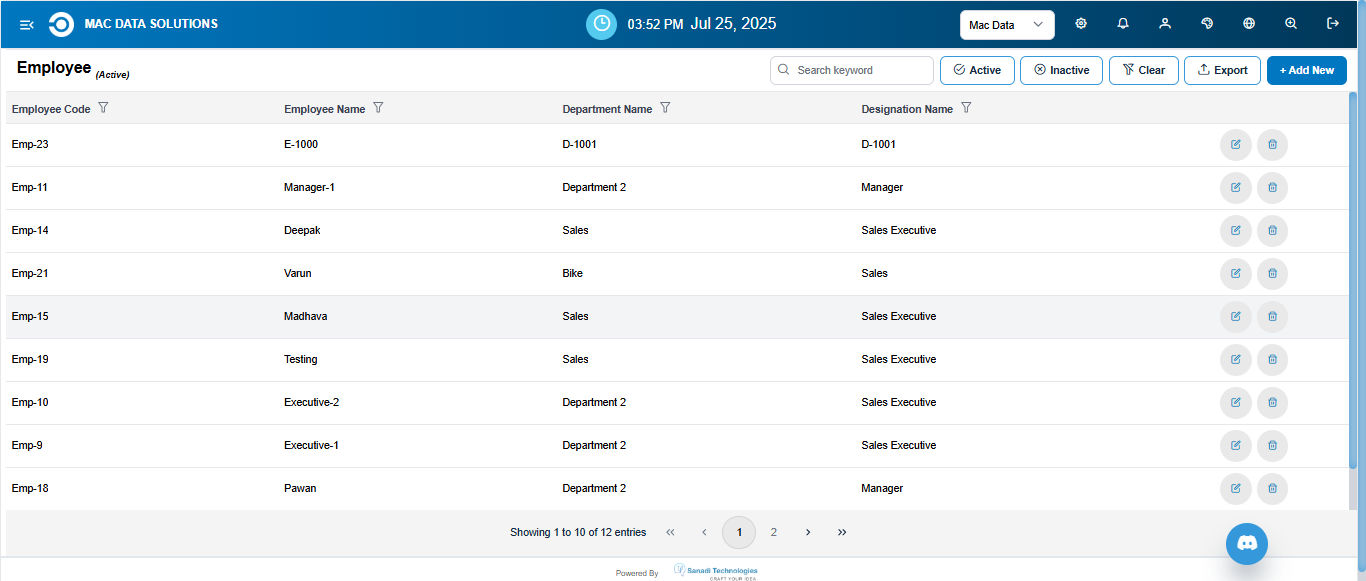 MAC DATA SOLUTIONS 03:52 PM Jul 25, 2025 Mac Data
Employee (Active) Search keyword Active Inactive Clear Export + Add New
Employee Code Employee Name Department Name Designation Name
Emp-23 E-1000 D-1001 D-1001
Emp-11 Manager-1 Department 2 Manager
Emp-14 Deepak Sales Sales Executive
Emp-21 Varun Bike Sales
Emp-15 Madhava Sales Sales Executive
Emp-19 Testing Sales Sales Executive
Emp-10 Executive-2 Department 2 Sales Executive
Emp-9 Executive-1 Department 2 Sales Executive
Emp-18 Pawan Department 2 Manager
Showing 1 to 10 of 12 entries « ‹ 1 2 › »
Powered By Sanadi Technologies
CRAFT YOUR IDEA